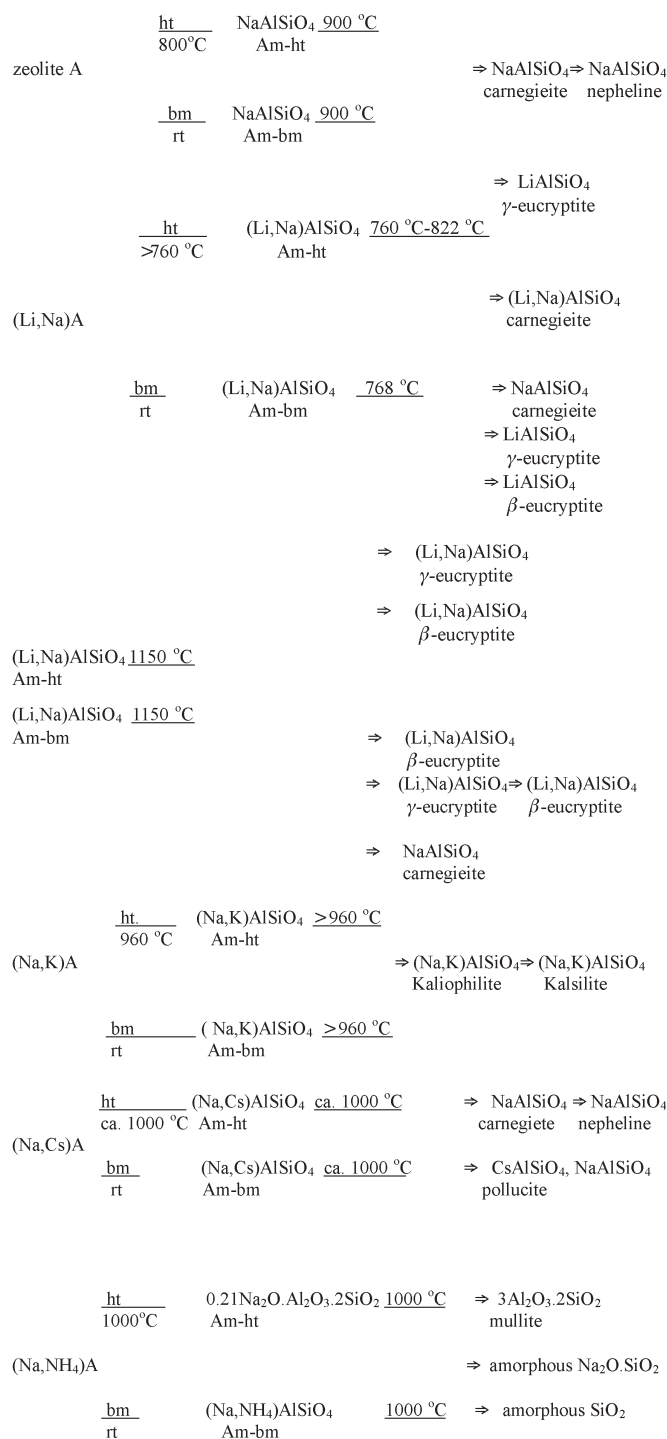 ht NaAlSiO₄ 900 °C
800°C Am-ht
zeolite A ⇒ NaAlSiO₄ ⇒ NaAlSiO₄
carnegieite nepheline
bm NaAlSiO₄ 900 °C
rt Am-bm
⇒ LiAlSiO₄
γ-eucryptite
ht (Li,Na)AlSiO₄ 760 °C-822 °C
>760 °C Am-ht
⇒ (Li,Na)AlSiO₄
(Li,Na)A carnegieite
bm (Li,Na)AlSiO₄ 768 °C ⇒ NaAlSiO₄
rt Am-bm carnegieite
⇒ LiAlSiO₄
γ-eucryptite
⇒ LiAlSiO₄
β-eucryptite
⇒ (Li,Na)AlSiO₄
γ-eucryptite
⇒ (Li,Na)AlSiO₄
β-eucryptite
(Li,Na)AlSiO₄ 1150 °C
Am-ht
(Li,Na)AlSiO₄ 1150 °C
Am-bm ⇒ (Li,Na)AlSiO₄
β-eucryptite
⇒ (Li,Na)AlSiO₄ ⇒ (Li,Na)AlSiO₄
γ-eucryptite β-eucryptite
⇒ NaAlSiO₄
carnegieite
ht. (Na,K)AlSiO₄ >960 °C
960 °C Am-ht
(Na,K)A ⇒ (Na,K)AlSiO₄ ⇒ (Na,K)AlSiO₄
Kaliophilite Kalsilite
bm ( Na,K)AlSiO₄ >960 °C
rt Am-bm
ht (Na,Cs)AlSiO₄ ca. 1000 °C ⇒ NaAlSiO₄ ⇒ NaAlSiO₄
ca. 1000 °C Am-ht carnegiete nepheline
(Na,Cs)A
bm (Na,Cs)AlSiO₄ ca. 1000 °C ⇒ CsAlSiO₄, NaAlSiO₄
rt Am-bm pollucite
ht 0.21Na₂O.Al₂O₃.2SiO₂ 1000 °C ⇒ 3Al₂O₃.2SiO₂
1000°C Am-ht mullite
(Na,NH₄)A ⇒ amorphous Na₂O.SiO₂
bm (Na,NH₄)AlSiO₄ 1000 °C ⇒ amorphous SiO₂
rt Am-bm